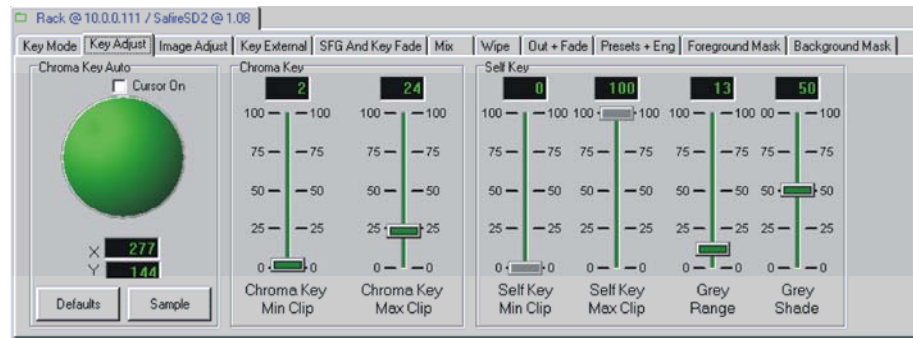 Rack @ 10.0.0.111 / SafireSD2 @ 1.08
Key Mode Key Adjust Image Adjust Key External SFG And Key Fade Mix Wipe Out + Fade Presets + Eng Foreground Mask Background Mask
Chroma Key Auto Chroma Key Self Key
Cursor On
2 24 0 100 13 50
100 100 100 100 100 100 100 100 100 100 00 100
75 75 75 75 75 75 75 75 75 75 75 75
50 50 50 50 50 50 50 50 50 50 50 50
25 25 25 25 25 25 25 25 25 25 25 25
X 277
Y 144
0 0 0 0 0 0 0 0 0 0 0 0
Defaults Sample
Chroma Key Chroma Key Self Key Self Key Grey Grey
Min Clip Max Clip Min Clip Max Clip Range Shade